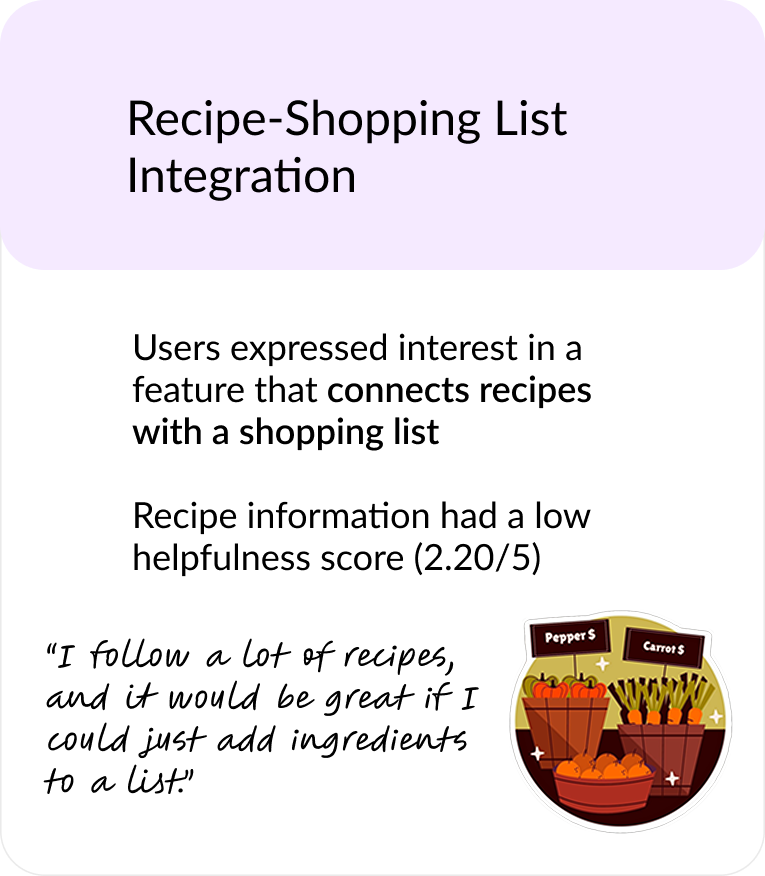 Recipe-Shopping List
Integration
Users expressed interest in a
feature that connects recipes
with a shopping list
Recipe information had a low
helpfulness score (2.20/5)
“I follow a lot of recipes,
and it would be great if I
could just add ingredients
to a list.”
Pepper $
Carrot $